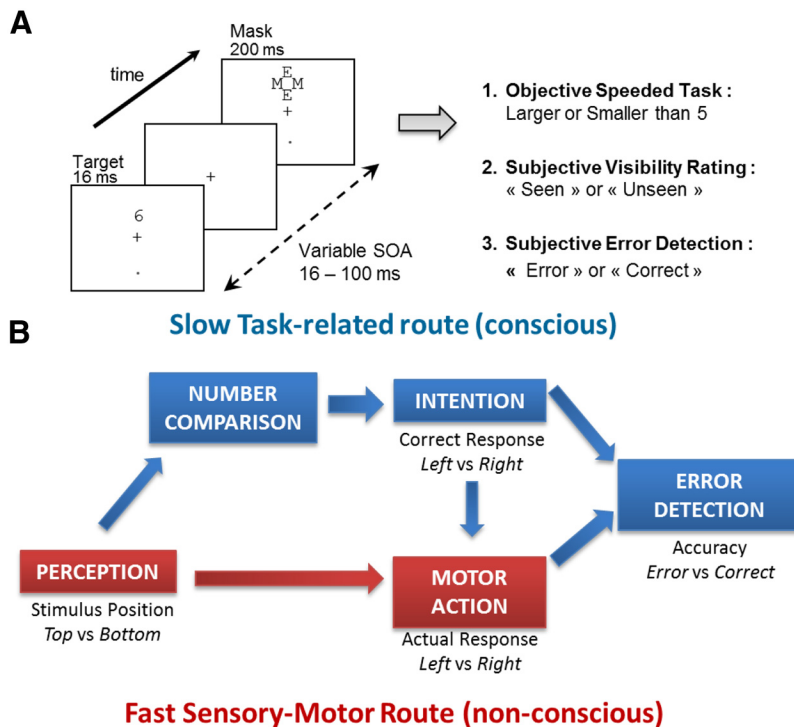 A
time
Mask
200 ms
E
M M
E
+
.
+
Target
16 ms
6
+
.
Variable SOA
16 – 100 ms
1. Objective Speeded Task :
Larger or Smaller than 5
2. Subjective Visibility Rating :
« Seen » or « Unseen »
3. Subjective Error Detection :
« Error » or « Correct »
B
Slow Task-related route (conscious)
NUMBER
COMPARISON
INTENTION
Correct Response
Left vs Right
ERROR
DETECTION
Accuracy
Error vs Correct
PERCEPTION
Stimulus Position
Top vs Bottom
MOTOR
ACTION
Actual Response
Left vs Right
Fast Sensory-Motor Route (non-conscious)